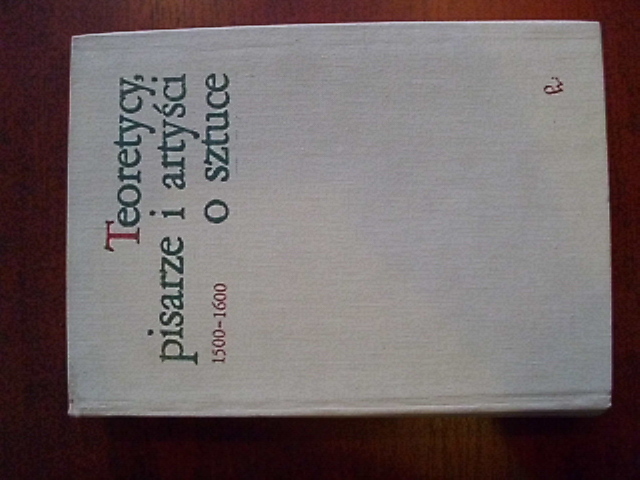 Teoretycy,
pisarze i artyści
o sztuce
1500-1600